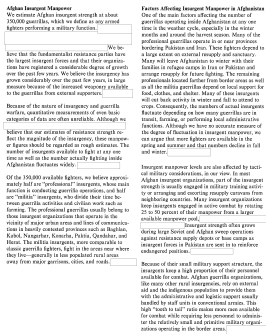 Afghan Insurgent Manpower
We estimate Afghan insurgent strength at about
350,000 guerrillas, which we define as any armed
fighters performing a military function.
We be-
lieve that the fundamentalist resistance parties have
the largest insurgent forces and that their organiza-
tions have registered a considerable degree of growth
over the past few years. We believe the insurgency has
grown considerably over the past few years, in large
measure because of the increased weaponry available
to the guerrillas from external supporters.
Because of the nature of insurgency and guerrilla
warfare, quantitative measurements of even basic
categories of data are often unavailable. Although we
believe that our estimates of resistance strength re-
flect the magnitude of the insurgency, these manpow-
er figures should be regarded as rough estimates. The
number of insurgents available to fight at any one
time as well as the number actually fighting inside
Afghanistan fluctuates widely.
Of the 350,000 available fighters, we believe approxi-
mately half are "professional" insurgents, whose main
function is conducting guerrilla operations, and half
are "militia" insurgents, who divide their time be-
tween guerrilla activities and civilian work such as
farming. The professional guerrillas usually belong to
those insurgent organizations that operate in the
vicinity of major urban areas and lines of communica-
tions in hotly contested provinces such as Baghlan,
Kabul, Nangarhar, Konarha, Paktia, Qandahar, and
Herat. The militia insurgents, more comparable to
classic guerrilla fighters, fight in the areas near where
they live—generally in less populated rural areas
away from major garrisons, cities, and roads.
Factors Affecting Insurgent Manpower in Afghanistan
One of the main factors affecting the number of
guerrillas operating inside Afghanistan at any one
time is the weather cycle, especially in the winter
months and around the harvest season. Many of the
professional guerrillas operate in or near provinces
bordering Pakistan and Iran. These fighters depend to
a large extent on external resupply and sanctuary.
Many will leave Afghanistan to winter with their
families in refugee camps in Iran or Pakistan and
arrange resupply for future fighting. The remaining
professionals located farther from border areas as well
as all the militia guerrillas depend on local support for
food, clothes, and shelter. Many of these insurgents
will cut back activity in winter and fall to attend to
crops. Consequently, the numbers of actual insurgents
fluctuate depending on how many guerrillas are in
transit, farming, or performing local administrative
functions. Although we have no accurate measure of
the degree of fluctuation in insurgent manpower, we
can argue that more fighters are available in the
spring and summer and that numbers decline in fall
and winter.
Insurgent manpower levels are also affected by tacti-
cal military considerations, in our view. In most
Afghan insurgent organizations, part of the insurgent
strength is usually engaged in military training activi-
ty or arranging and escorting resupply caravans from
neighboring countries. Many insurgent organizations
keep insurgents engaged in active combat by rotating
25 to 50 percent of their manpower from a larger
available manpower pool.
Insurgent strength often grows
during large Soviet and Afghan sweep operations
against resistance supply depots or base camps as
insurgent forces in Pakistan are sent in to reinforce
endangered positions.
Because of their small military support structure, the
insurgents keep a high proportion of their personnel
available for combat. Afghan guerrilla organizations,
like many other rural insurgencies, rely on external
aid and the indigenous population to provide them
with the administrative and logistic support usually
handled by staff units in conventional armies. This
high "tooth to tail" ratio makes more men available
for combat while requiring less personnel to adminis-
ter the relatively small and primitive military organi-
zations operating in the border areas.